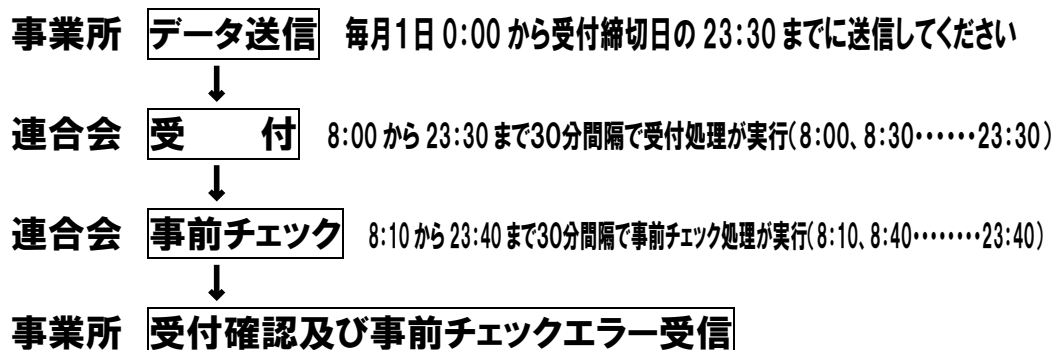 事業所 データ送信 毎月1日 0:00 から受付締切日の 23:30 までに送信してください
↓
連合会 受 付 8:00 から 23:30 まで30分間隔で受付処理が実行(8:00、8:30・・・・・・23:30)
↓
連合会 事前チェック 8:10 から 23:40 まで30分間隔で事前チェック処理が実行(8:10、8:40・・・・・・・・23:40)
↓
事業所 受付確認及び事前チェックエラー受信